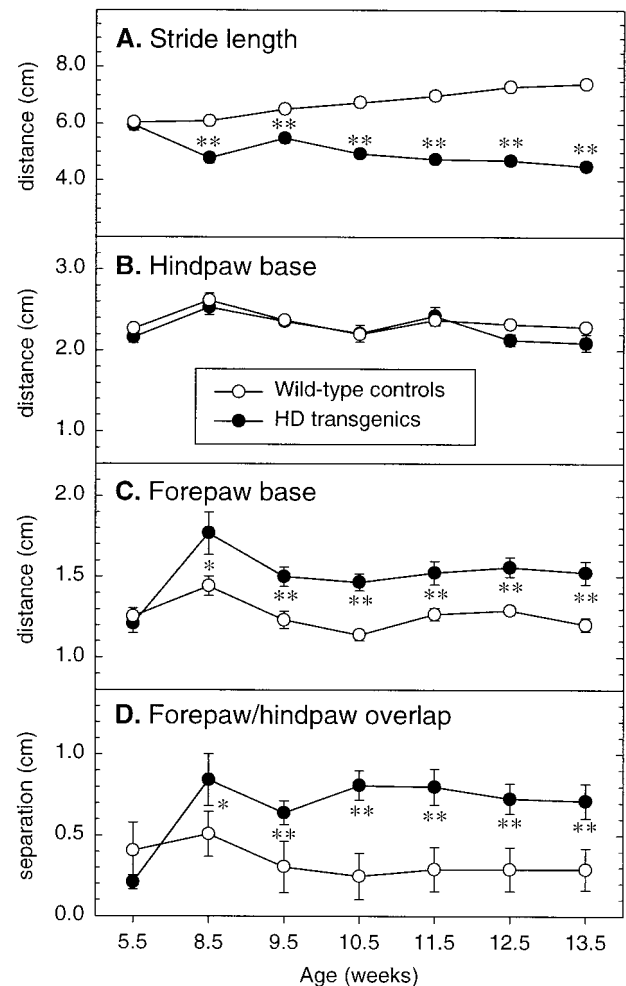 A. Stride length
distance (cm)
8.0
6.0
4.0
** ** ** ** ** **
B. Hindpaw base
distance (cm)
3.0
2.0
1.0
Wild-type controls
HD transgenics
C. Forepaw base
distance (cm)
2.0
1.5
1.0
* ** ** ** ** **
D. Forepaw/hindpaw overlap
separation (cm)
1.0
0.5
0.0
* ** ** ** ** **
5.5 8.5 9.5 10.5 11.5 12.5 13.5
Age (weeks)